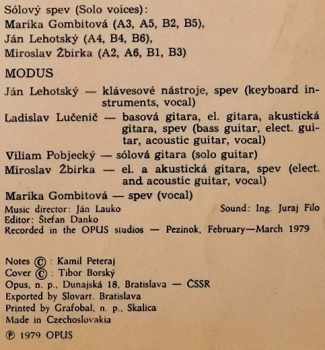 Sólový spev (Solo voices):
Marika Gombitová (A3, A5, B2, B5),
Ján Lehotský (A4, B4, B6),
Miroslav Žbirka (A2, A6, B1, B3)
MODUS
Ján Lehotský — klávesové nástroje, spev (keyboard in-
struments, vocal)
Ladislav Lučenič — basová gitara, el. gitara, akustická
gitara, spev (bass guitar, elect. gui-
tar, acoustic guitar, vocal)
Viliam Pobjecký — sólová gitara (solo guitar)
Miroslav Žbirka — el. a akustická gitara, spev (elect.
and acoustic guitar, vocal)
Marika Gombitová — spev (vocal)
Music director: Ján Lauko Sound: Ing. Juraj Filo
Editor: Štefan Danko
Recorded in the OPUS studios — Pezinok, February—March 1979
Notes © : Kamil Peteraj
Cover © : Tibor Borský
Opus, n. p., Dunajská 18, Bratislava — ČSSR
Exported by Slovart, Bratislava
Printed by Grafobal, n. p., Skalica
Made in Czechoslovakia
℗ 1979 OPUS